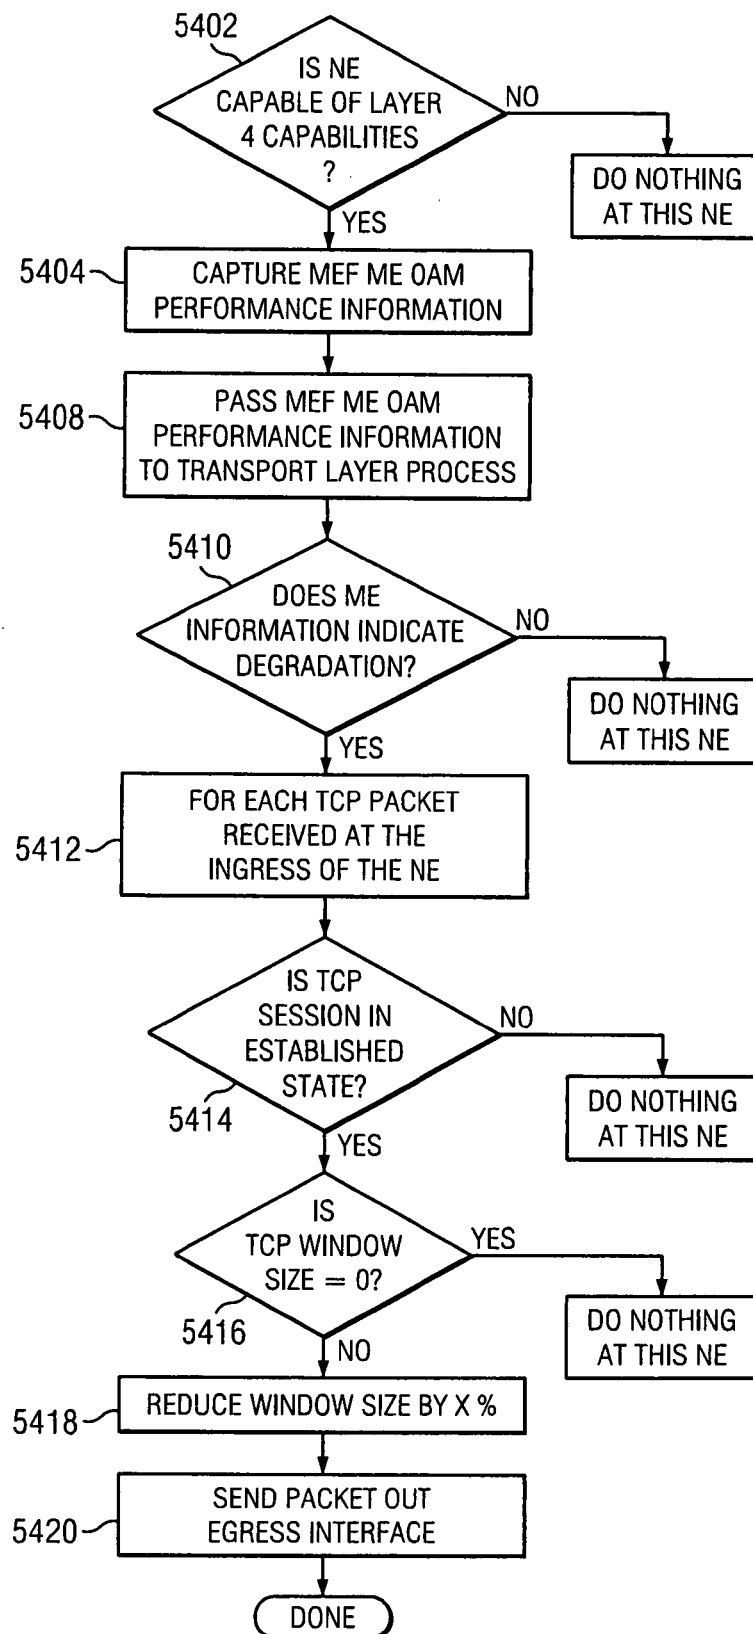 5402
IS NE
CAPABLE OF LAYER
4 CAPABILITIES
?
NO
DO NOTHING
AT THIS NE
YES
5404
CAPTURE MEF ME OAM
PERFORMANCE INFORMATION
5408
PASS MEF ME OAM
PERFORMANCE INFORMATION
TO TRANSPORT LAYER PROCESS
5410
DOES ME
INFORMATION INDICATE
DEGRADATION?
NO
DO NOTHING
AT THIS NE
YES
5412
FOR EACH TCP PACKET
RECEIVED AT THE
INGRESS OF THE NE
IS TCP
SESSION IN
ESTABLISHED
STATE?
5414
NO
DO NOTHING
AT THIS NE
YES
IS
TCP WINDOW
SIZE = 0?
5416
YES
DO NOTHING
AT THIS NE
NO
5418
REDUCE WINDOW SIZE BY X %
5420
SEND PACKET OUT
EGRESS INTERFACE
DONE